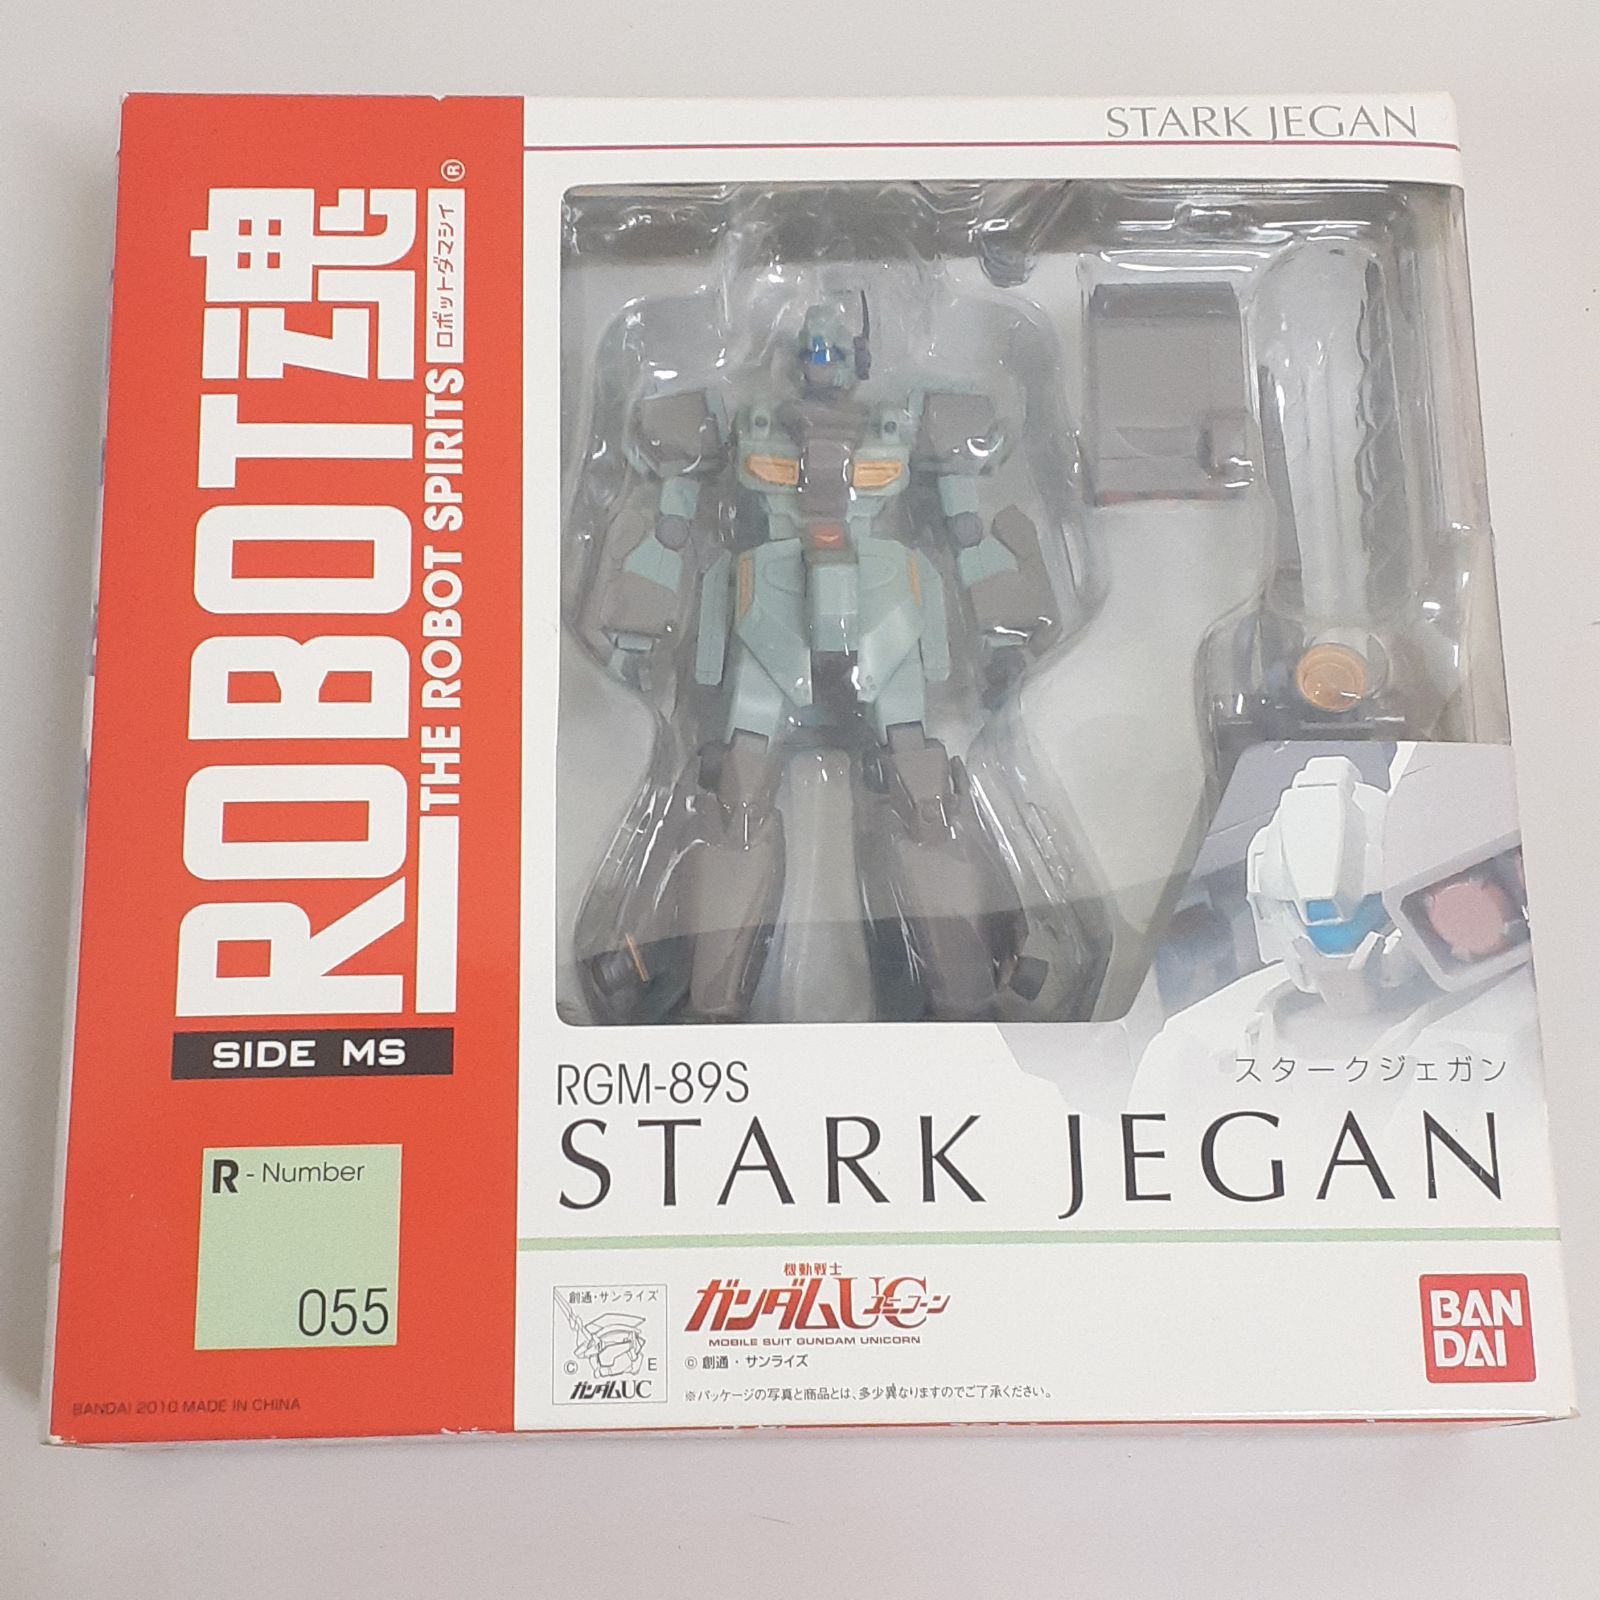 STARK JEGAN
ROBOT魂
®
ロボットダマシイ
THE ROBOT SPIRITS
SIDE MS
R - Number
055
BANDAI 2010 MADE IN CHINA
スタークジェガン
RGM-89S
STARK JEGAN
創通・サンライズ
© E
ガンダムUC
機動戦士
ガンダムUC
ユニコーン
MOBILE SUIT GUNDAM UNICORN
© 創通・サンライズ
※パッケージの写真と商品とは、多少異なりますのでご了承ください。
BAN
DAI